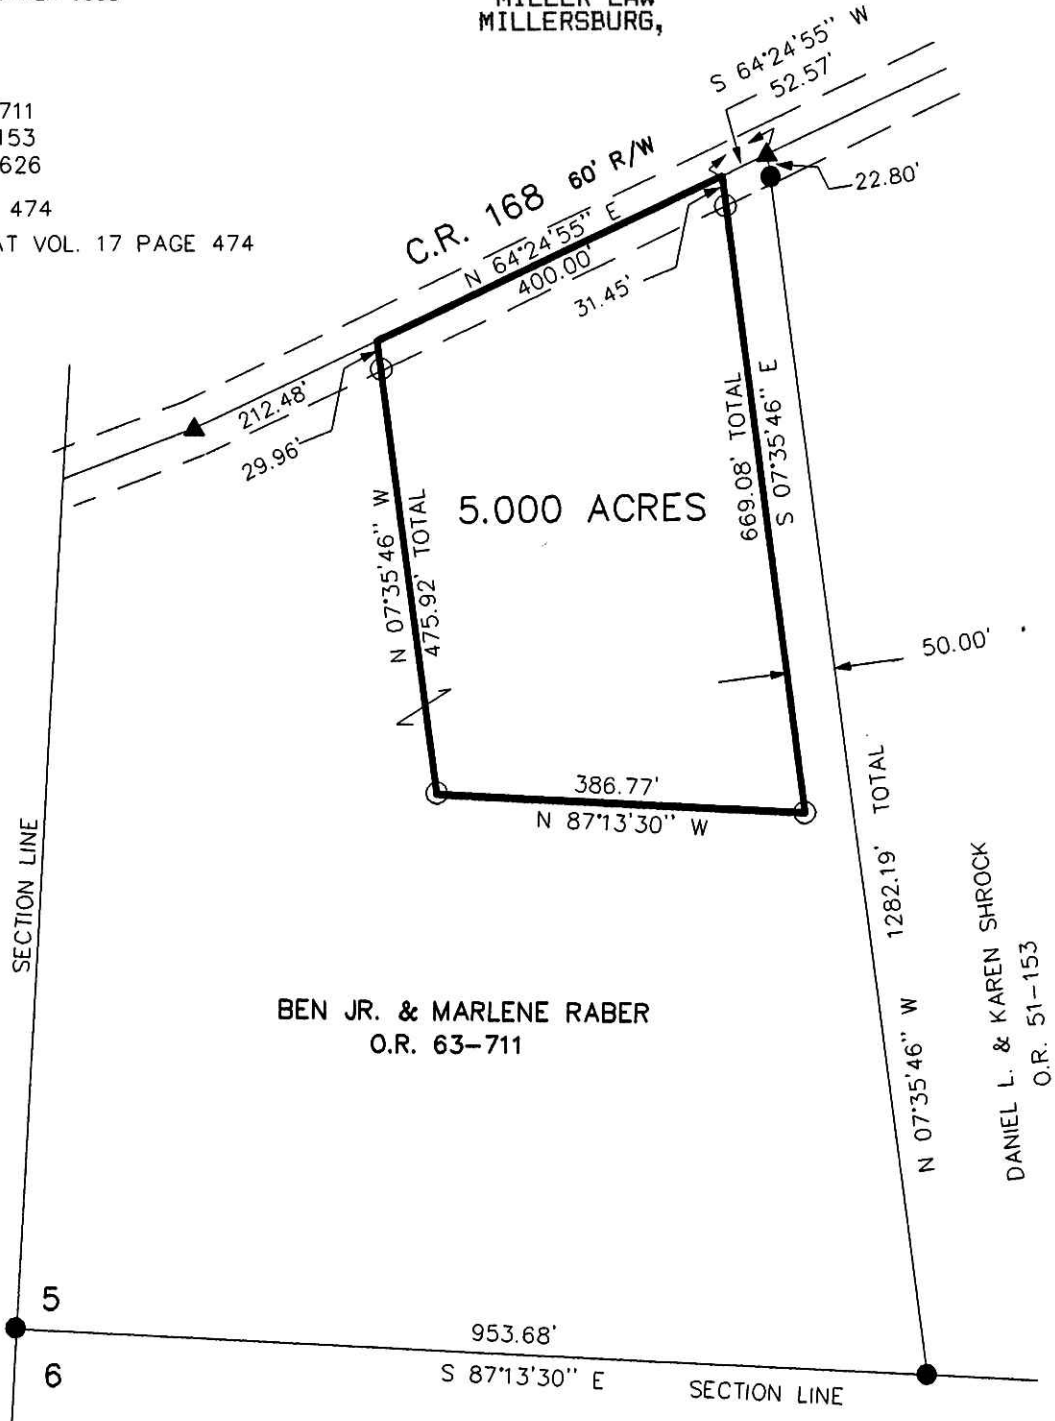 MILLER LAW
MILLERSBURG,
711
153
626
474
AT VOL. 17 PAGE 474
S 64°24'55" W
52.57'
22.80'
C.R. 168 60' R/W
N 64°24'55" E
400.00'
31.45'
212.48'
29.96'
5.000 ACRES
N 07°35'46" W
475.92' TOTAL
669.08' TOTAL
S 07°35'46" E
50.00'
386.77'
N 87°13'30" W
SECTION LINE
N 07°35'46" W 1282.19' TOTAL
DANIEL L. & KAREN SHROCK
O.R. 51-153
BEN JR. & MARLENE RABER
O.R. 63-711
5
6
953.68'
S 87°13'30" E
SECTION LINE